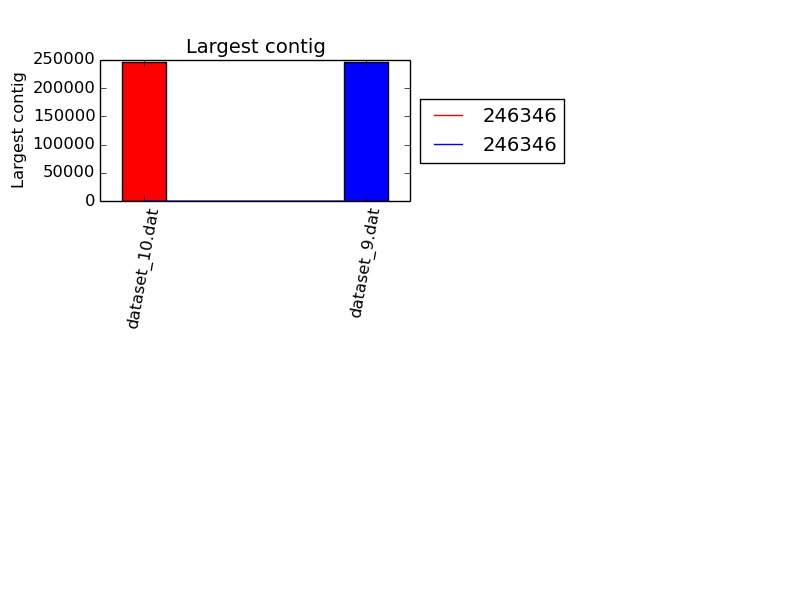 Largest contig
Largest contig
250000
200000
150000
100000
50000
0
dataset_10.dat
dataset_9.dat
246346
246346